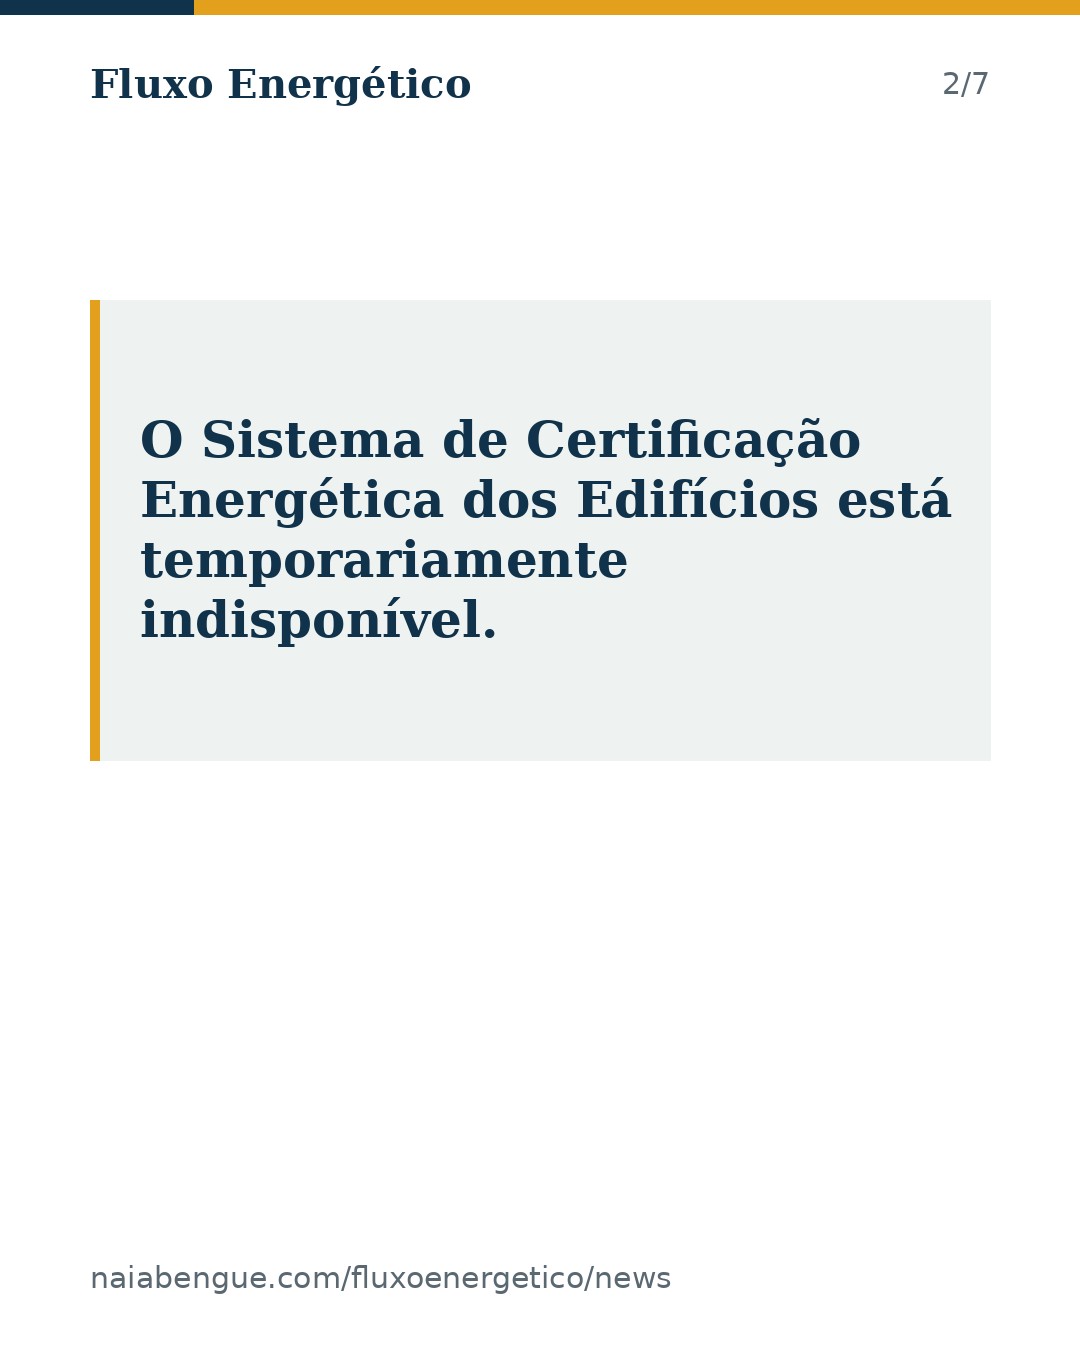 Fluxo Energético
2/7
O Sistema de Certificação
Energética dos Edifícios está
temporariamente
indisponível.
naiabengue.com/fluxoenergetico/news